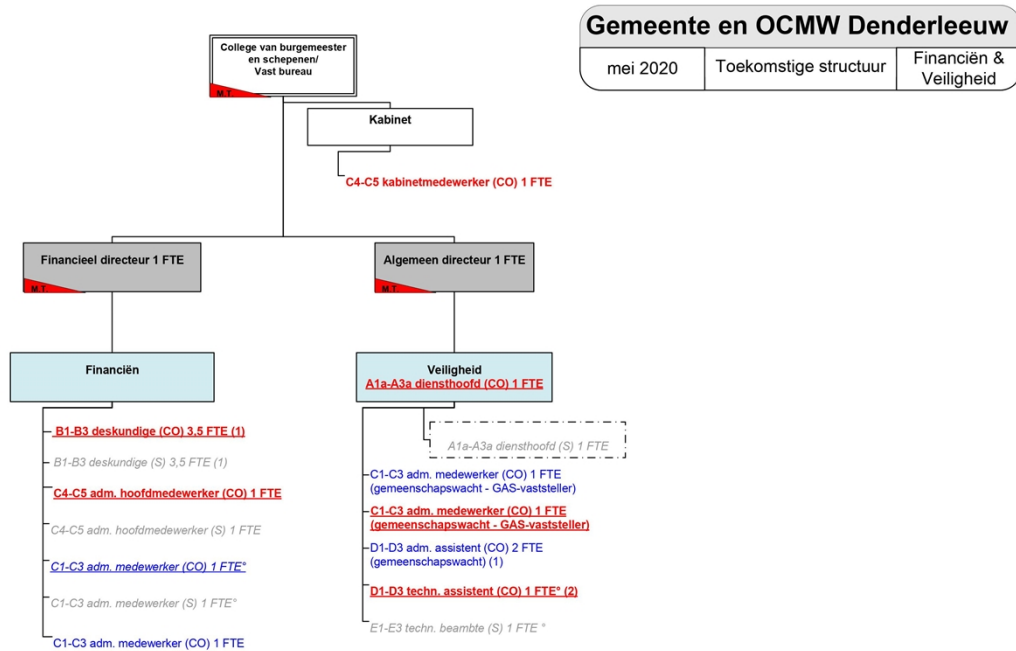 Gemeente en OCMW Denderleeuw
mei 2020
Toekomstige structuur
Financiën &
Veiligheid
College van burgemeester
en schepenen/
Vast bureau
M.T.
Kabinet
C4-C5 kabinetmedewerker (CO) 1 FTE
Financieel directeur 1 FTE
M.T.
Algemeen directeur 1 FTE
M.T.
Financiën
B1-B3 deskundige (CO) 3,5 FTE (1)
B1-B3 deskundige (S) 3,5 FTE (1)
C4-C5 adm. hoofdmedewerker (CO) 1 FTE
C4-C5 adm. hoofdmedewerker (S) 1 FTE
C1-C3 adm. medewerker (CO) 1 FTE°
C1-C3 adm. medewerker (S) 1 FTE°
C1-C3 adm. medewerker (CO) 1 FTE
Veiligheid
A1a-A3a diensthoofd (CO) 1 FTE
A1a-A3a diensthoofd (S) 1 FTE
C1-C3 adm. medewerker (CO) 1 FTE
(gemeenschapswacht - GAS-vaststeller)
C1-C3 adm. medewerker (CO) 1 FTE
(gemeenschapswacht - GAS-vaststeller)
D1-D3 adm. assistent (CO) 2 FTE
(gemeenschapswacht) (1)
D1-D3 techn. assistent (CO) 1 FTE° (2)
E1-E3 techn. beambte (S) 1 FTE °